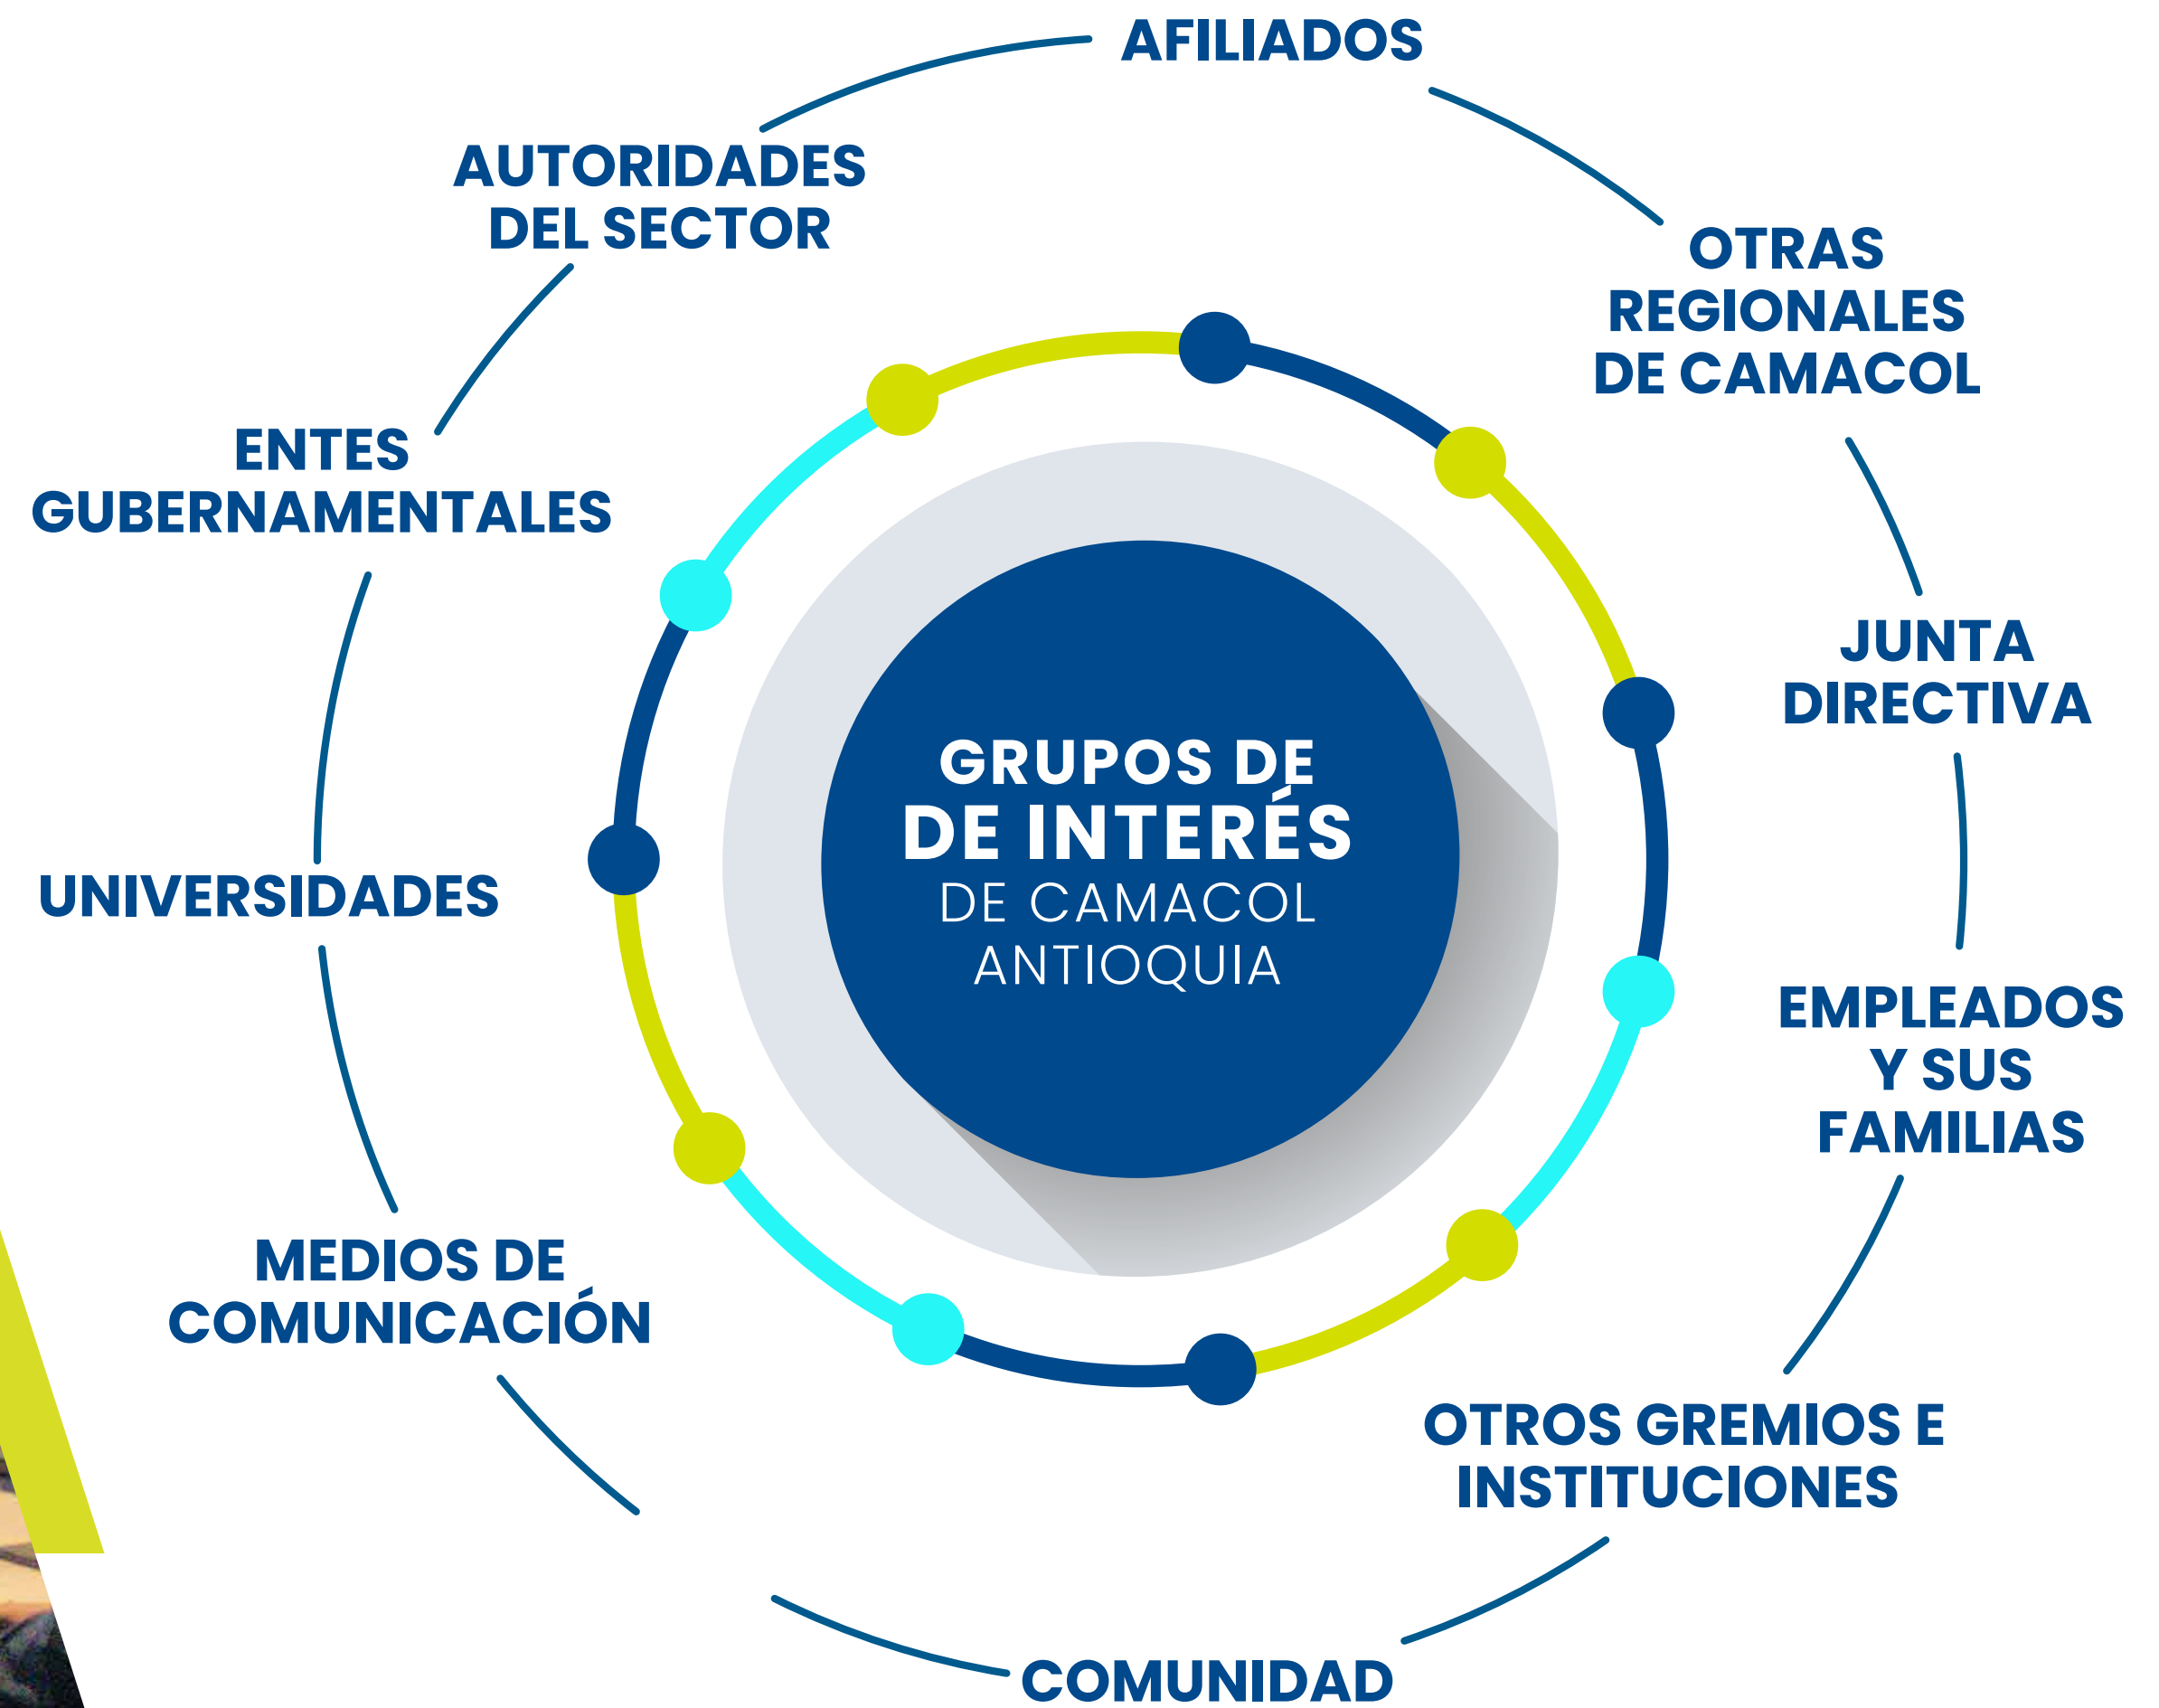 AFILIADOS
AUTORIDADES
DEL SECTOR
OTRAS
REGIONALES
DE CAMACOL
ENTES
GUBERNAMENTALES
JUNTA
DIRECTIVA
GRUPOS DE
DE INTERÉS
DE CAMACOL
ANTIOQUIA
UNIVERSIDADES
EMPLEADOS
Y SUS
FAMILIAS
MEDIOS DE
COMUNICACIÓN
OTROS GREMIOS E
INSTITUCIONES
COMUNIDAD